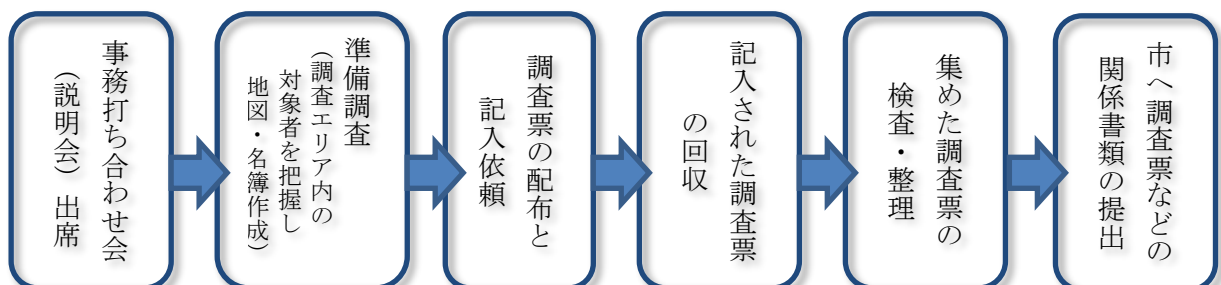 事務打ち合わせ会
（説明会）出席
準備調査
（調査エリア内の
対象者を把握し
地図・名簿作成）
調査票の配布と
記入依頼
記入された調査票
の回収
集めた調査票の
検査・整理
市へ調査票などの
関係書類の提出